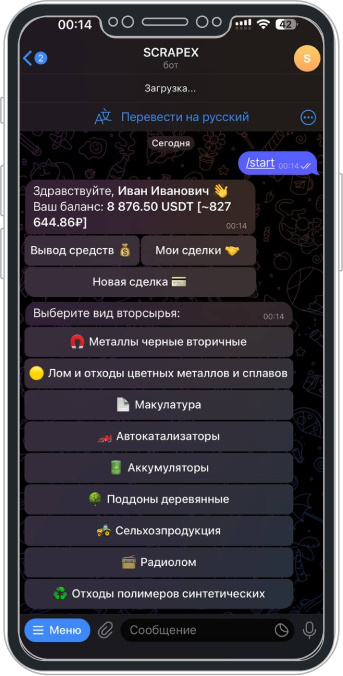 00:14
42
2
SCRAPEX
бот
S
Загрузка...
Перевести на русский
Сегодня
/start 00:14
Здравствуйте, Иван Иванович 👋
Ваш баланс: 8 876.50 USDT [~827
644.86₽]
00:14
Вывод средств 💰
Мои сделки 🤝
Новая сделка 💳
Выберите вид вторсырья:
00:14
🧲 Металлы черные вторичные
🟡 Лом и отходы цветных металлов и сплавов
📄 Макулатура
🏎️ Автокатализаторы
🔋 Аккумуляторы
🌳 Поддоны деревянные
🚜 Сельхозпродукция
📻 Радиолом
♻️ Отходы полимеров синтетических
Меню
Сообщение